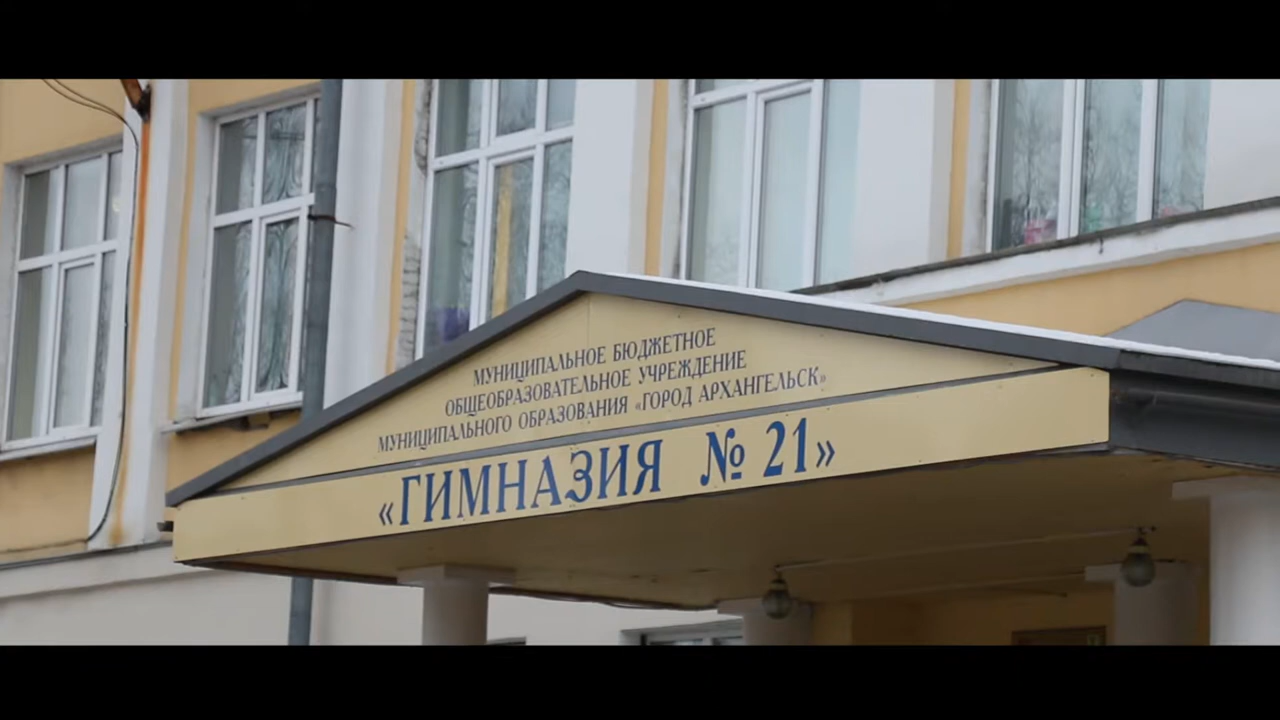 МУНИЦИПАЛЬНОЕ БЮДЖЕТНОЕ
ОБЩЕОБРАЗОВАТЕЛЬНОЕ УЧРЕЖДЕНИЕ
МУНИЦИПАЛЬНОГО ОБРАЗОВАНИЯ «ГОРОД АРХАНГЕЛЬСК»
«ГИМНАЗИЯ № 21»